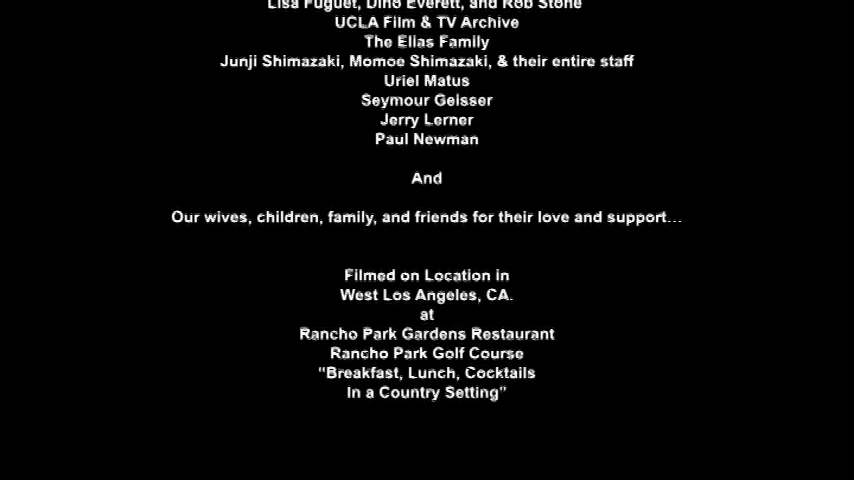 Lisa Fuguet, Dino Everett, and Rob Stone
UCLA Film & TV Archive
The Elias Family
Junji Shimazaki, Momoe Shimazaki, & their entire staff
Uriel Matus
Seymour Geisser
Jerry Lerner
Paul Newman
And
Our wives, children, family, and friends for their love and support...
Filmed on Location in
West Los Angeles, CA.
at
Rancho Park Gardens Restaurant
Rancho Park Golf Course
“Breakfast, Lunch, Cocktails
In a Country Setting”